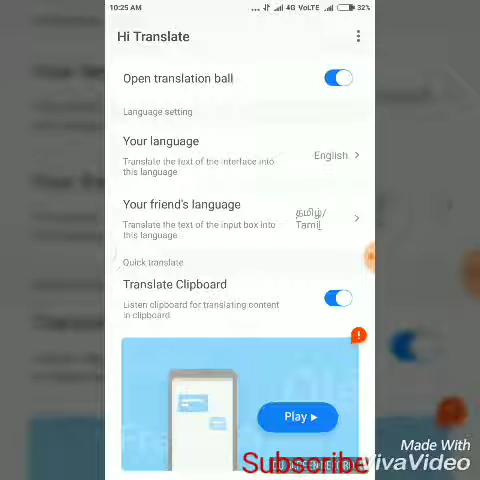 10:25 AM
... 4G VoLTE 32%
Hi Translate
Open translation ball
Language setting
Your language
Translate the text of the interface into
this language
English
Your friend's language
Translate the text of the input box into
this language
தமிழ்/
Tamil
Quick translate
Translate Clipboard
Listen clipboard for translating content
in clipboard
!
Play
Subscribe
Made With
VivaVideo